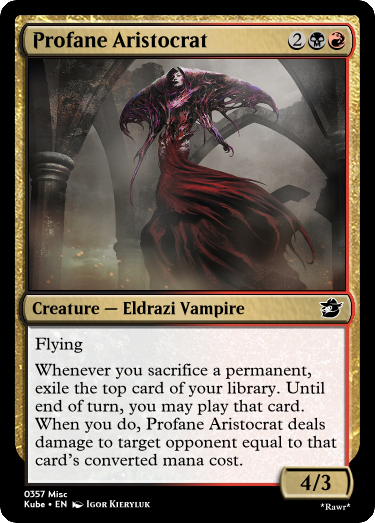 Profane Aristocrat 2
Creature — Eldrazi Vampire
Flying
Whenever you sacrifice a permanent,
exile the top card of your library. Until
end of turn, you may play that card.
When you do, Profane Aristocrat deals
damage to target opponent equal to that
card's converted mana cost.
4/3
0357 Misc
Kube • EN Igor Kieryluk
*Rawr*